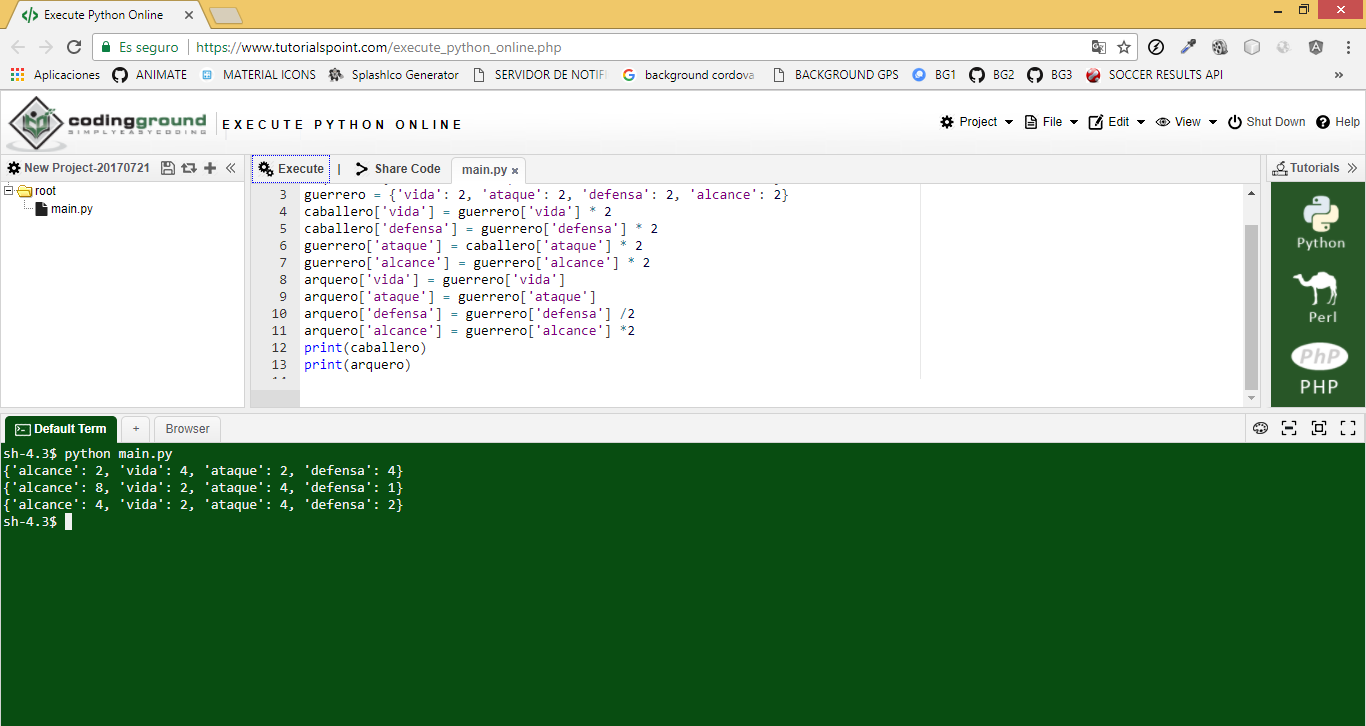 Execute Python Online
Es seguro https://www.tutorialspoint.com/execute_python_online.php
Aplicaciones ANIMATE MATERIAL ICONS SplashIco Generator SERVIDOR DE NOTIF background cordova BACKGROUND GPS BG1 BG2 BG3 SOCCER RESULTS API »
codingground EXECUTE PYTHON ONLINE Project File Edit View Shut Down Help
SIMPLYEASYCODING
New Project-20170721 Execute | Share Code main.py Tutorials
root
main.py
3 guerrero = {'vida': 2, 'ataque': 2, 'defensa': 2, 'alcance': 2}
4 caballero['vida'] = guerrero['vida'] * 2
5 caballero['defensa'] = guerrero['defensa'] * 2
6 guerrero['ataque'] = caballero['ataque'] * 2
7 guerrero['alcance'] = guerrero['alcance'] * 2
8 arquero['vida'] = guerrero['vida']
9 arquero['ataque'] = guerrero['ataque']
10 arquero['defensa'] = guerrero['defensa'] /2
11 arquero['alcance'] = guerrero['alcance'] *2
12 print(caballero)
13 print(arquero)
Python
Perl
PhP
PHP
Default Term + Browser
sh-4.3$ python main.py
{'alcance': 2, 'vida': 4, 'ataque': 2, 'defensa': 4}
{'alcance': 8, 'vida': 2, 'ataque': 4, 'defensa': 1}
{'alcance': 4, 'vida': 2, 'ataque': 4, 'defensa': 2}
sh-4.3$